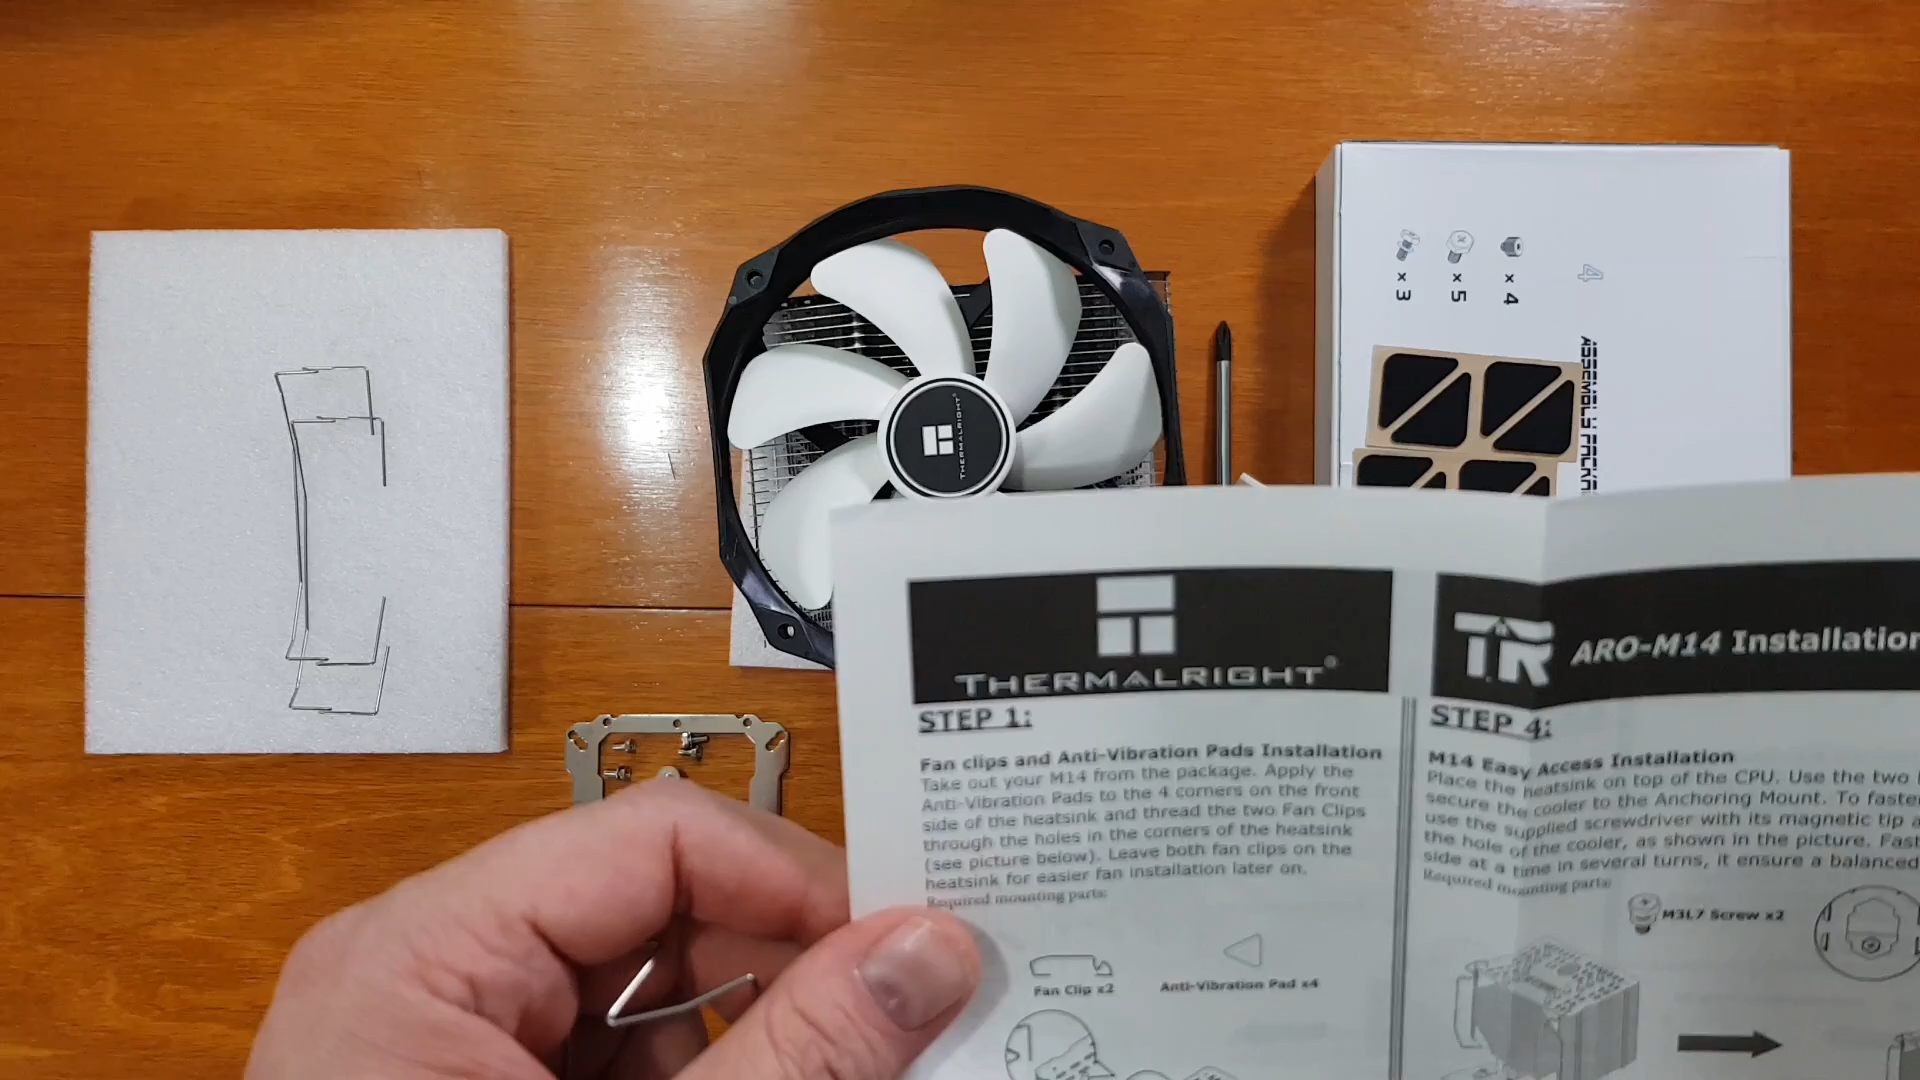 THERMALRIGHT
x 3
x 5
x 4
4
THERMALRIGHT®
STEP 1:
Fan clips and Anti-Vibration Pads Installation
Take out your M14 from the package. Apply the
Anti-Vibration Pads to the 4 corners on the front
side of the heatsink and thread the two Fan Clips
through the holes in the corners of the heatsink
(see picture below). Leave both fan clips on the
heatsink for easier fan installation later on.
Required mounting parts:
Fan Clip x2
Anti-Vibration Pad x4
TR
ARO-M14 Installation
STEP 4:
M14 Easy Access Installation
Place the heatsink on top of the CPU. Use the two
secure the cooler to the Anchoring Mount. To faste
use the supplied screwdriver with its magnetic tip a
the hole of the cooler, as shown in the picture. Fast
side at a time in several turns, it ensure a balanced
Required mounting parts:
M3L7 Screw x2